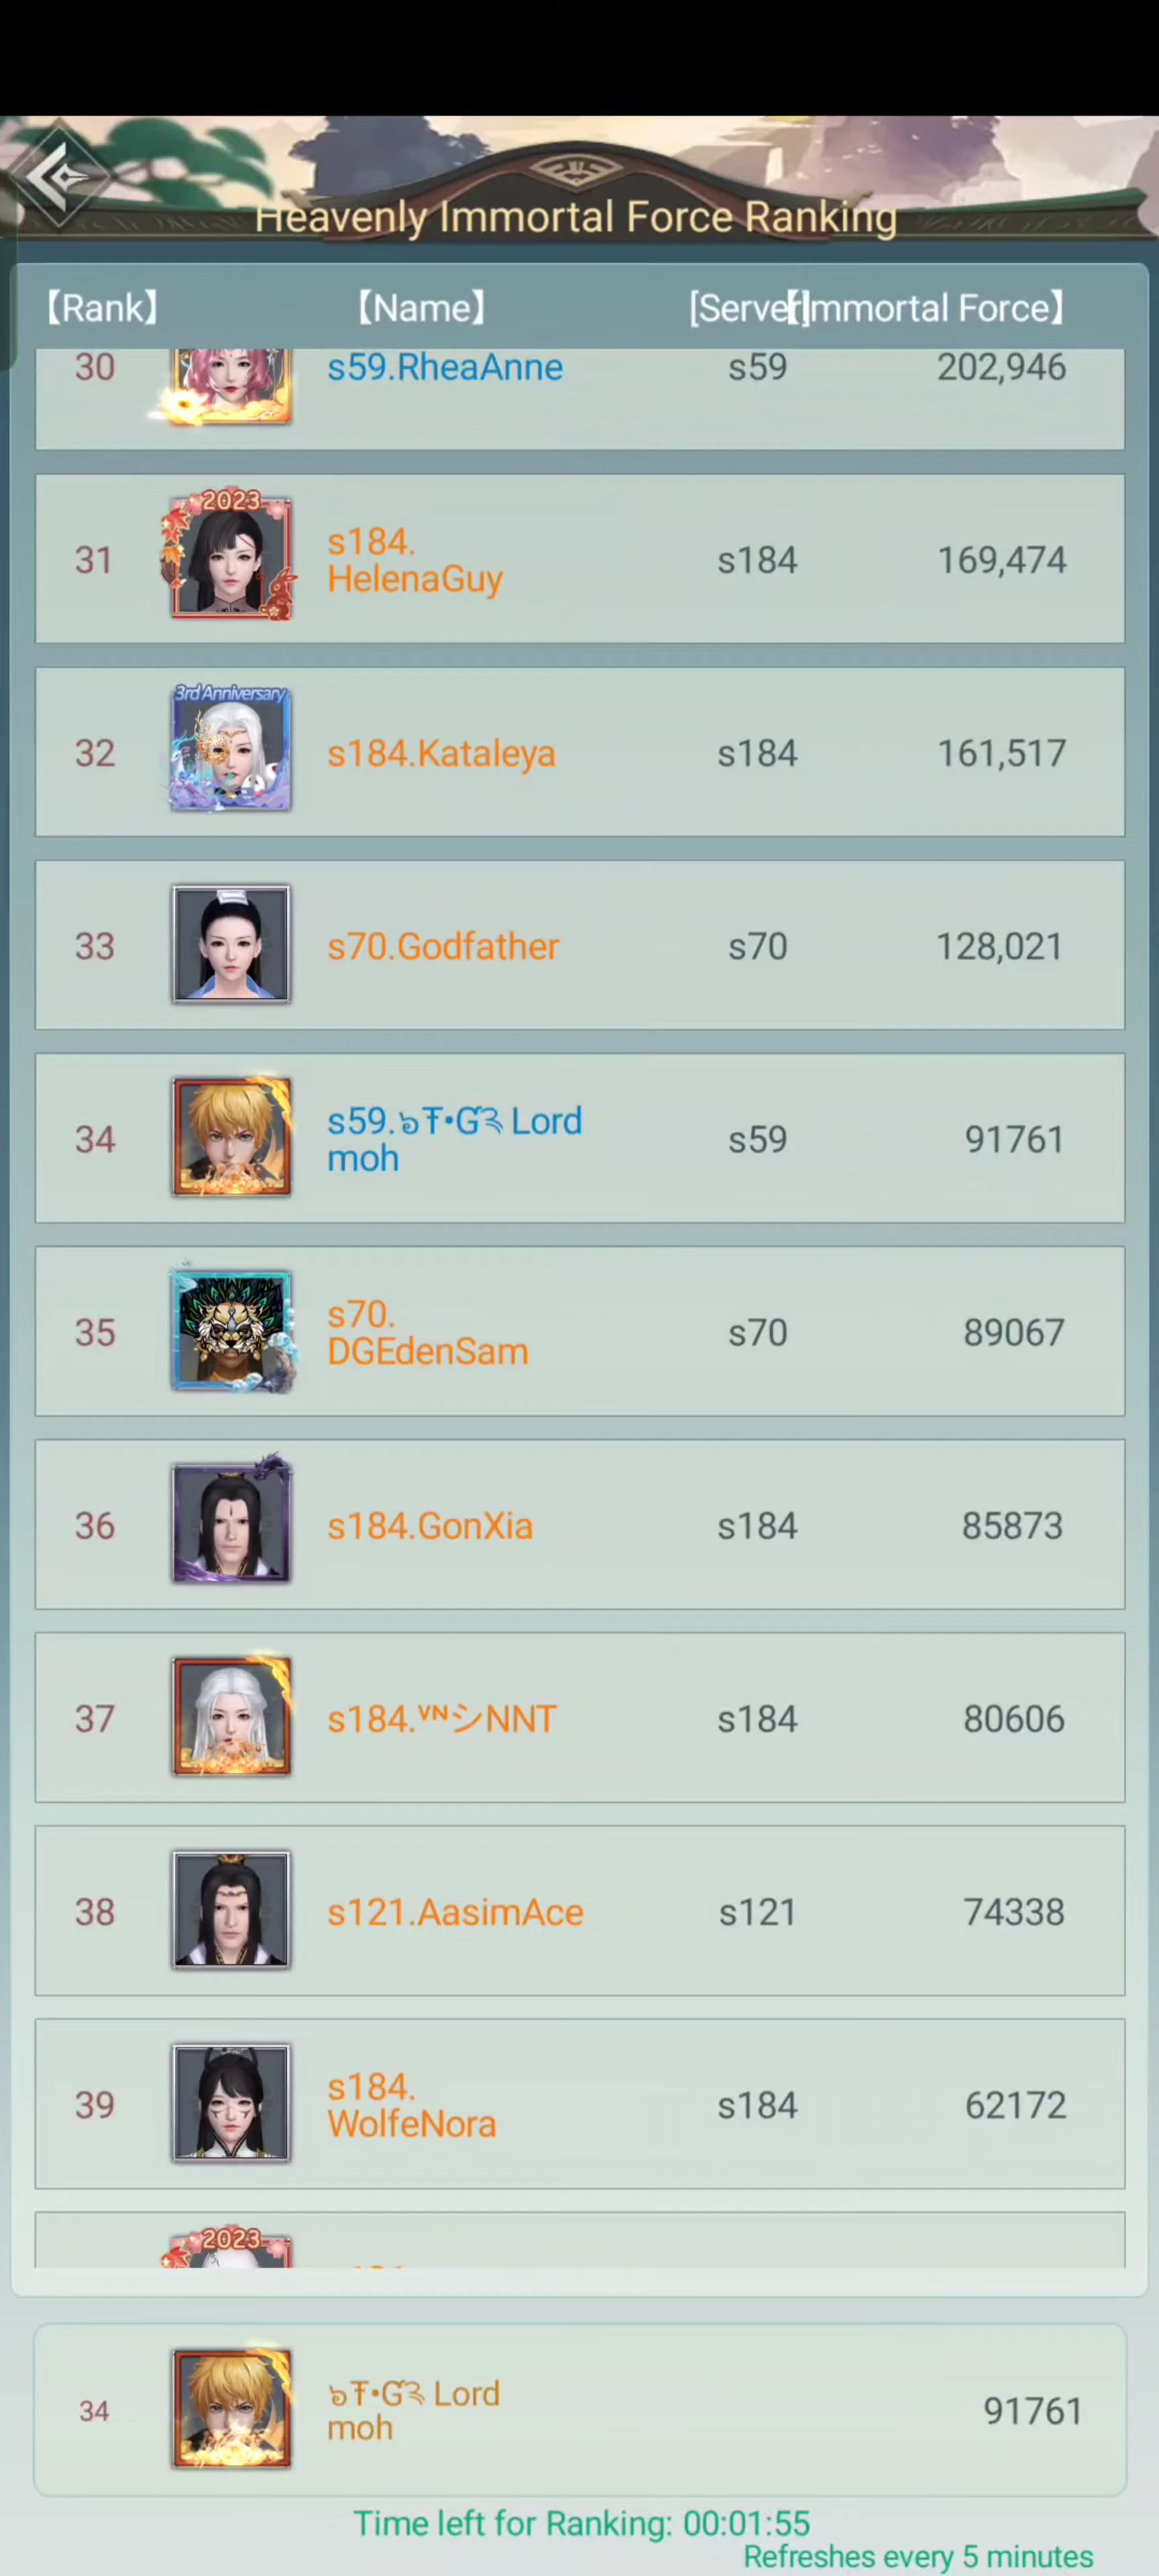 Heavenly Immortal Force Ranking
【Rank】 【Name】 [Server] 【Immortal Force】
30 s59.RheaAnne s59 202,946
2023
31 s184. s184 169,474
HelenaGuy
3rd Anniversary
32 s184.Kataleya s184 161,517
33 s70.Godfather s70 128,021
34 s59.๖Ŧ•Ɠ༄ Lord s59 91761
moh
35 s70. s70 89067
DGEdenSam
36 s184.GonXia s184 85873
37 s184.ᵛᴺシNNT s184 80606
38 s121.AasimAce s121 74338
39 s184. s184 62172
WolfeNora
2023
34 ๖Ŧ•Ɠ༄ Lord 91761
moh
Time left for Ranking: 00:01:55
Refreshes every 5 minutes